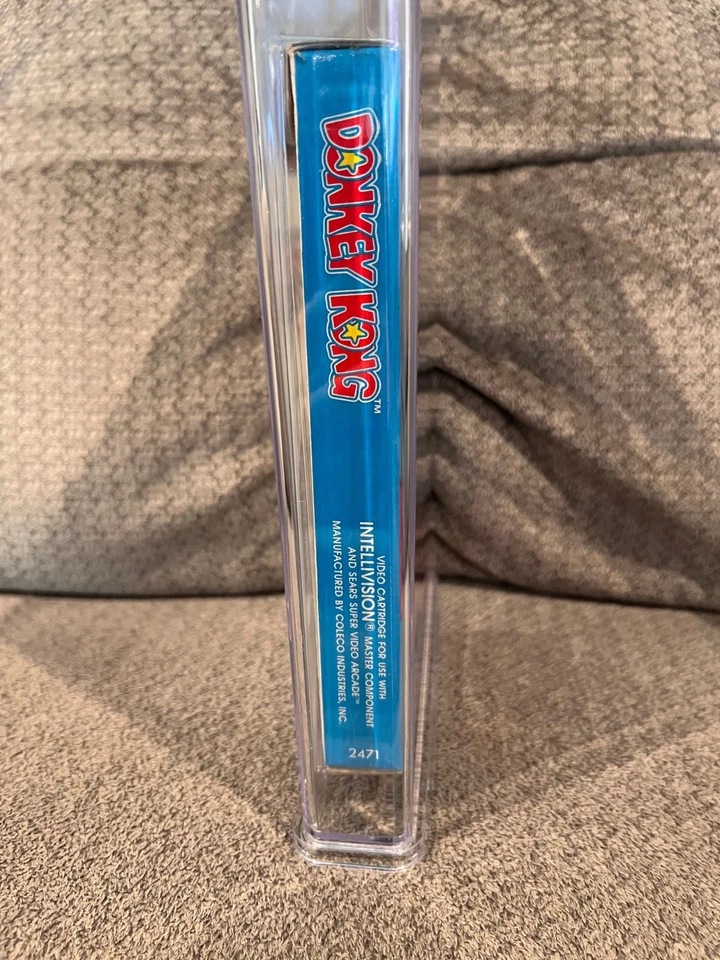 DONKEY KONG™
VIDEO CARTRIDGE FOR USE WITH
INTELLIVISION® MASTER COMPONENT
AND SEARS SUPER VIDEO ARCADE™
MANUFACTURED BY COLECO INDUSTRIES, INC.
2471